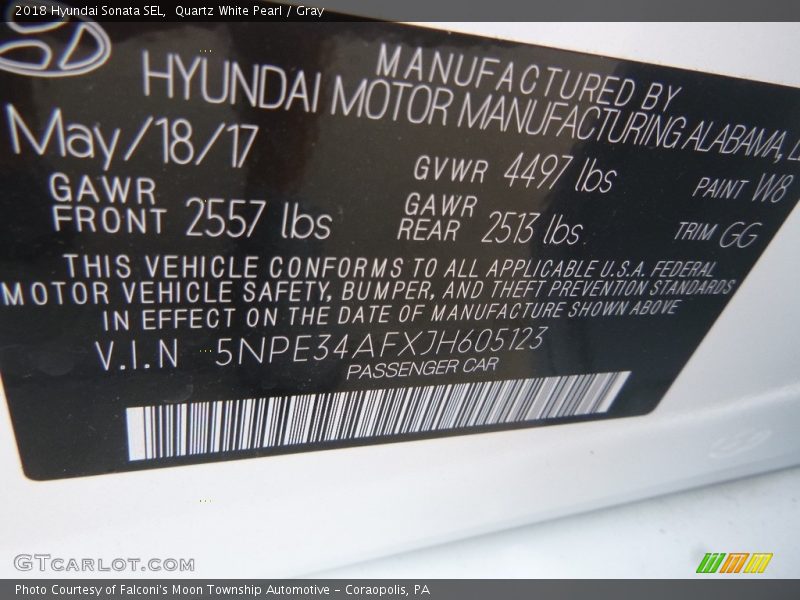 2018 Hyundai Sonata SEL,  Quartz White Pearl / Gray
MANUFACTURED BY
HYUNDAI MOTOR MANUFACTURING ALABAMA,
May/18/17
GVWR 4497 lbs
PAINT W8
GAWR FRONT 2557 lbs
GAWR REAR 2513 lbs
TRIM GG
THIS VEHICLE CONFORMS TO ALL APPLICABLE U.S.A. FEDERAL
MOTOR VEHICLE SAFETY, BUMPER, AND THEFT PREVENTION STANDARDS
IN EFFECT ON THE DATE OF MANUFACTURE SHOWN ABOVE
V.I.N 5NPE34AFXJH605123
PASSENGER CAR
GTCARLOT.COM
Photo Courtesy of Falconi's Moon Township Automotive - Coraopolis, PA